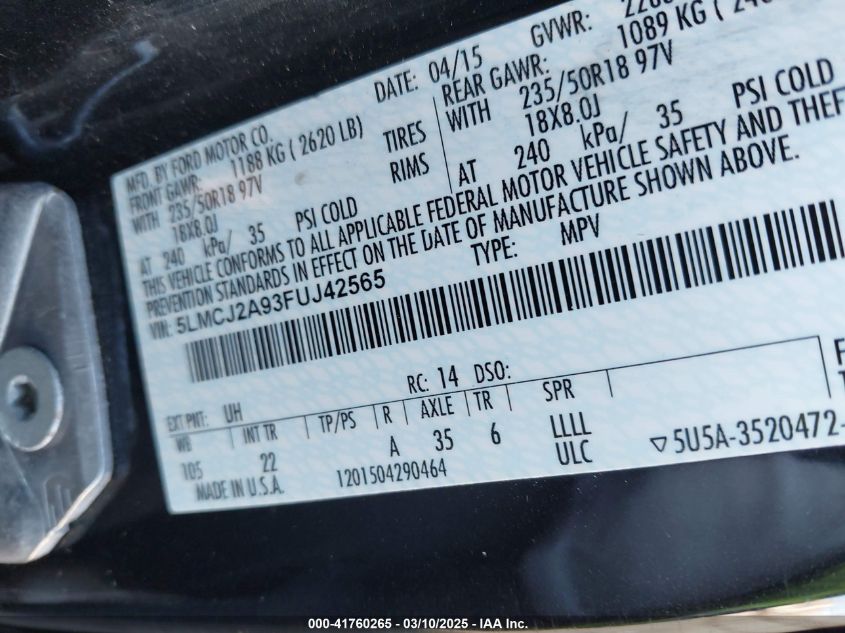 MFD. BY FORD MOTOR CO.
DATE: 04/15
GVWR:
FRONT GAWR: 1188 KG ( 2620 LB)
REAR GAWR: 1089 KG (
WITH 235/50R18 97V TIRES
WITH 235/50R18 97V
18X8.0J RIMS
18X8.0J
AT 240 kPa/ 35 PSI COLD
AT 240 kPa/ 35 PSI COLD
THIS VEHICLE CONFORMS TO ALL APPLICABLE FEDERAL MOTOR VEHICLE SAFETY AND THEF
PREVENTION STANDARDS IN EFFECT ON THE DATE OF MANUFACTURE SHOWN ABOVE.
VIN: 5LMCJ2A93FUJ42565
TYPE: MPV
EXT PNT: UH RC: 14 DSO:
WB INT TR TP/PS R AXLE TR SPR
105 22 A 35 6 LLLL
ULC
MADE IN U.S.A. 1201504290464
5U5A-3520472-
000-41760265 - 03/10/2025 - IAA Inc.